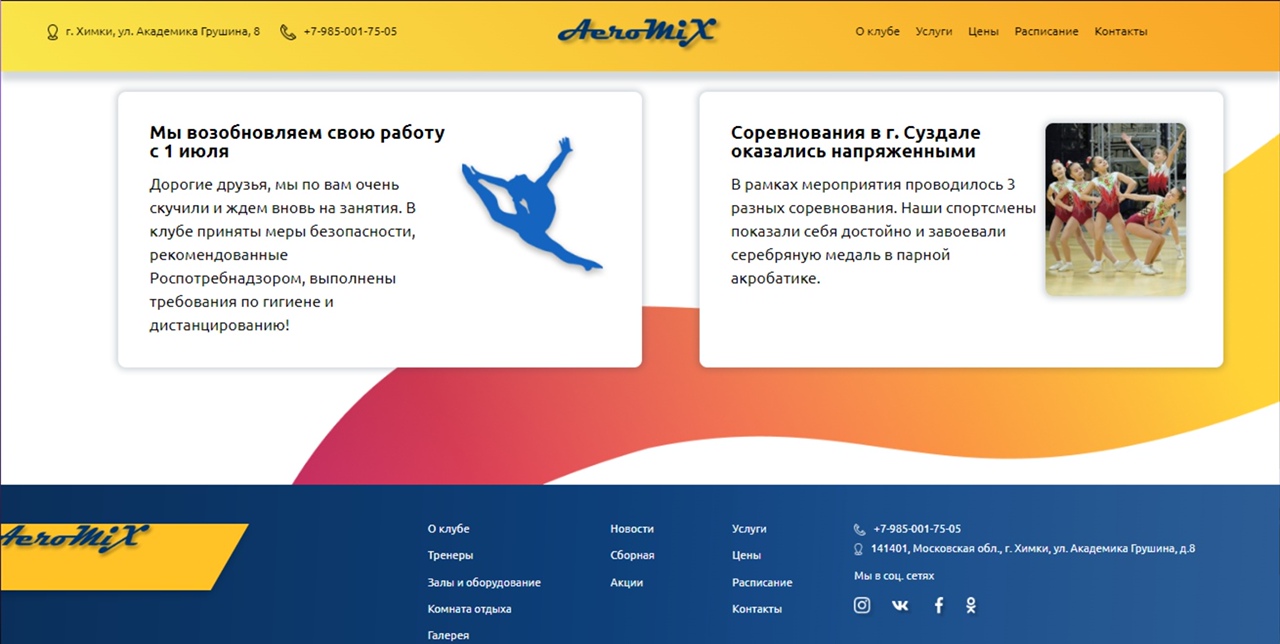 г. Химки, ул. Академика Грушина, 8
+7-985-001-75-05
AeroMiX
О клубе
Услуги
Цены
Расписание
Контакты
Мы возобновляем свою работу
с 1 июля
Дорогие друзья, мы по вам очень
скучили и ждем вновь на занятия. В
клубе приняты меры безопасности,
рекомендованные
Роспотребнадзором, выполнены
требования по гигиене и
дистанцированию!
Соревнования в г. Суздале
оказались напряженными
В рамках мероприятия проводилось 3
разных соревнования. Наши спортсмены
показали себя достойно и завоевали
серебряную медаль в парной
акробатике.
AeroMiX
О клубе
Тренеры
Залы и оборудование
Комната отдыха
Галерея
Новости
Сборная
Акции
Услуги
Цены
Расписание
Контакты
+7-985-001-75-05
141401, Московская обл., г. Химки, ул. Академика Грушина, д.8
Мы в соц. сетях